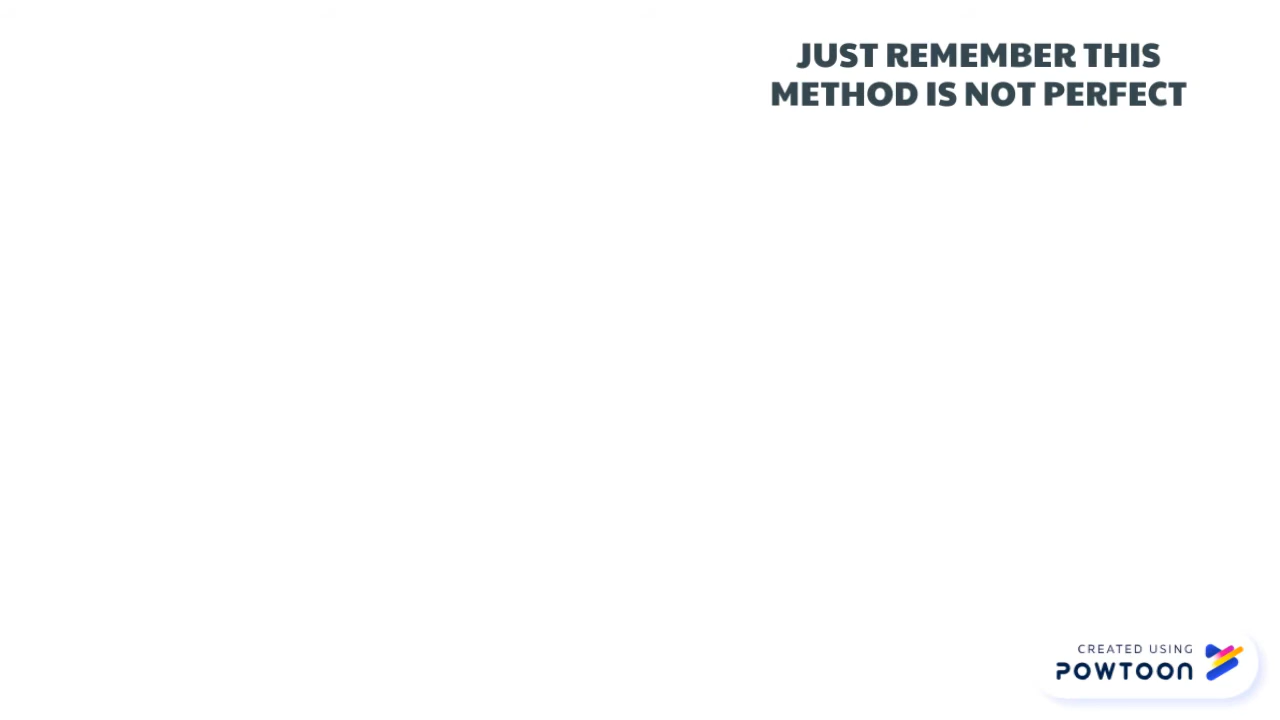 JUST REMEMBER THIS
METHOD IS NOT PERFECT
CREATED USING
POWTOON